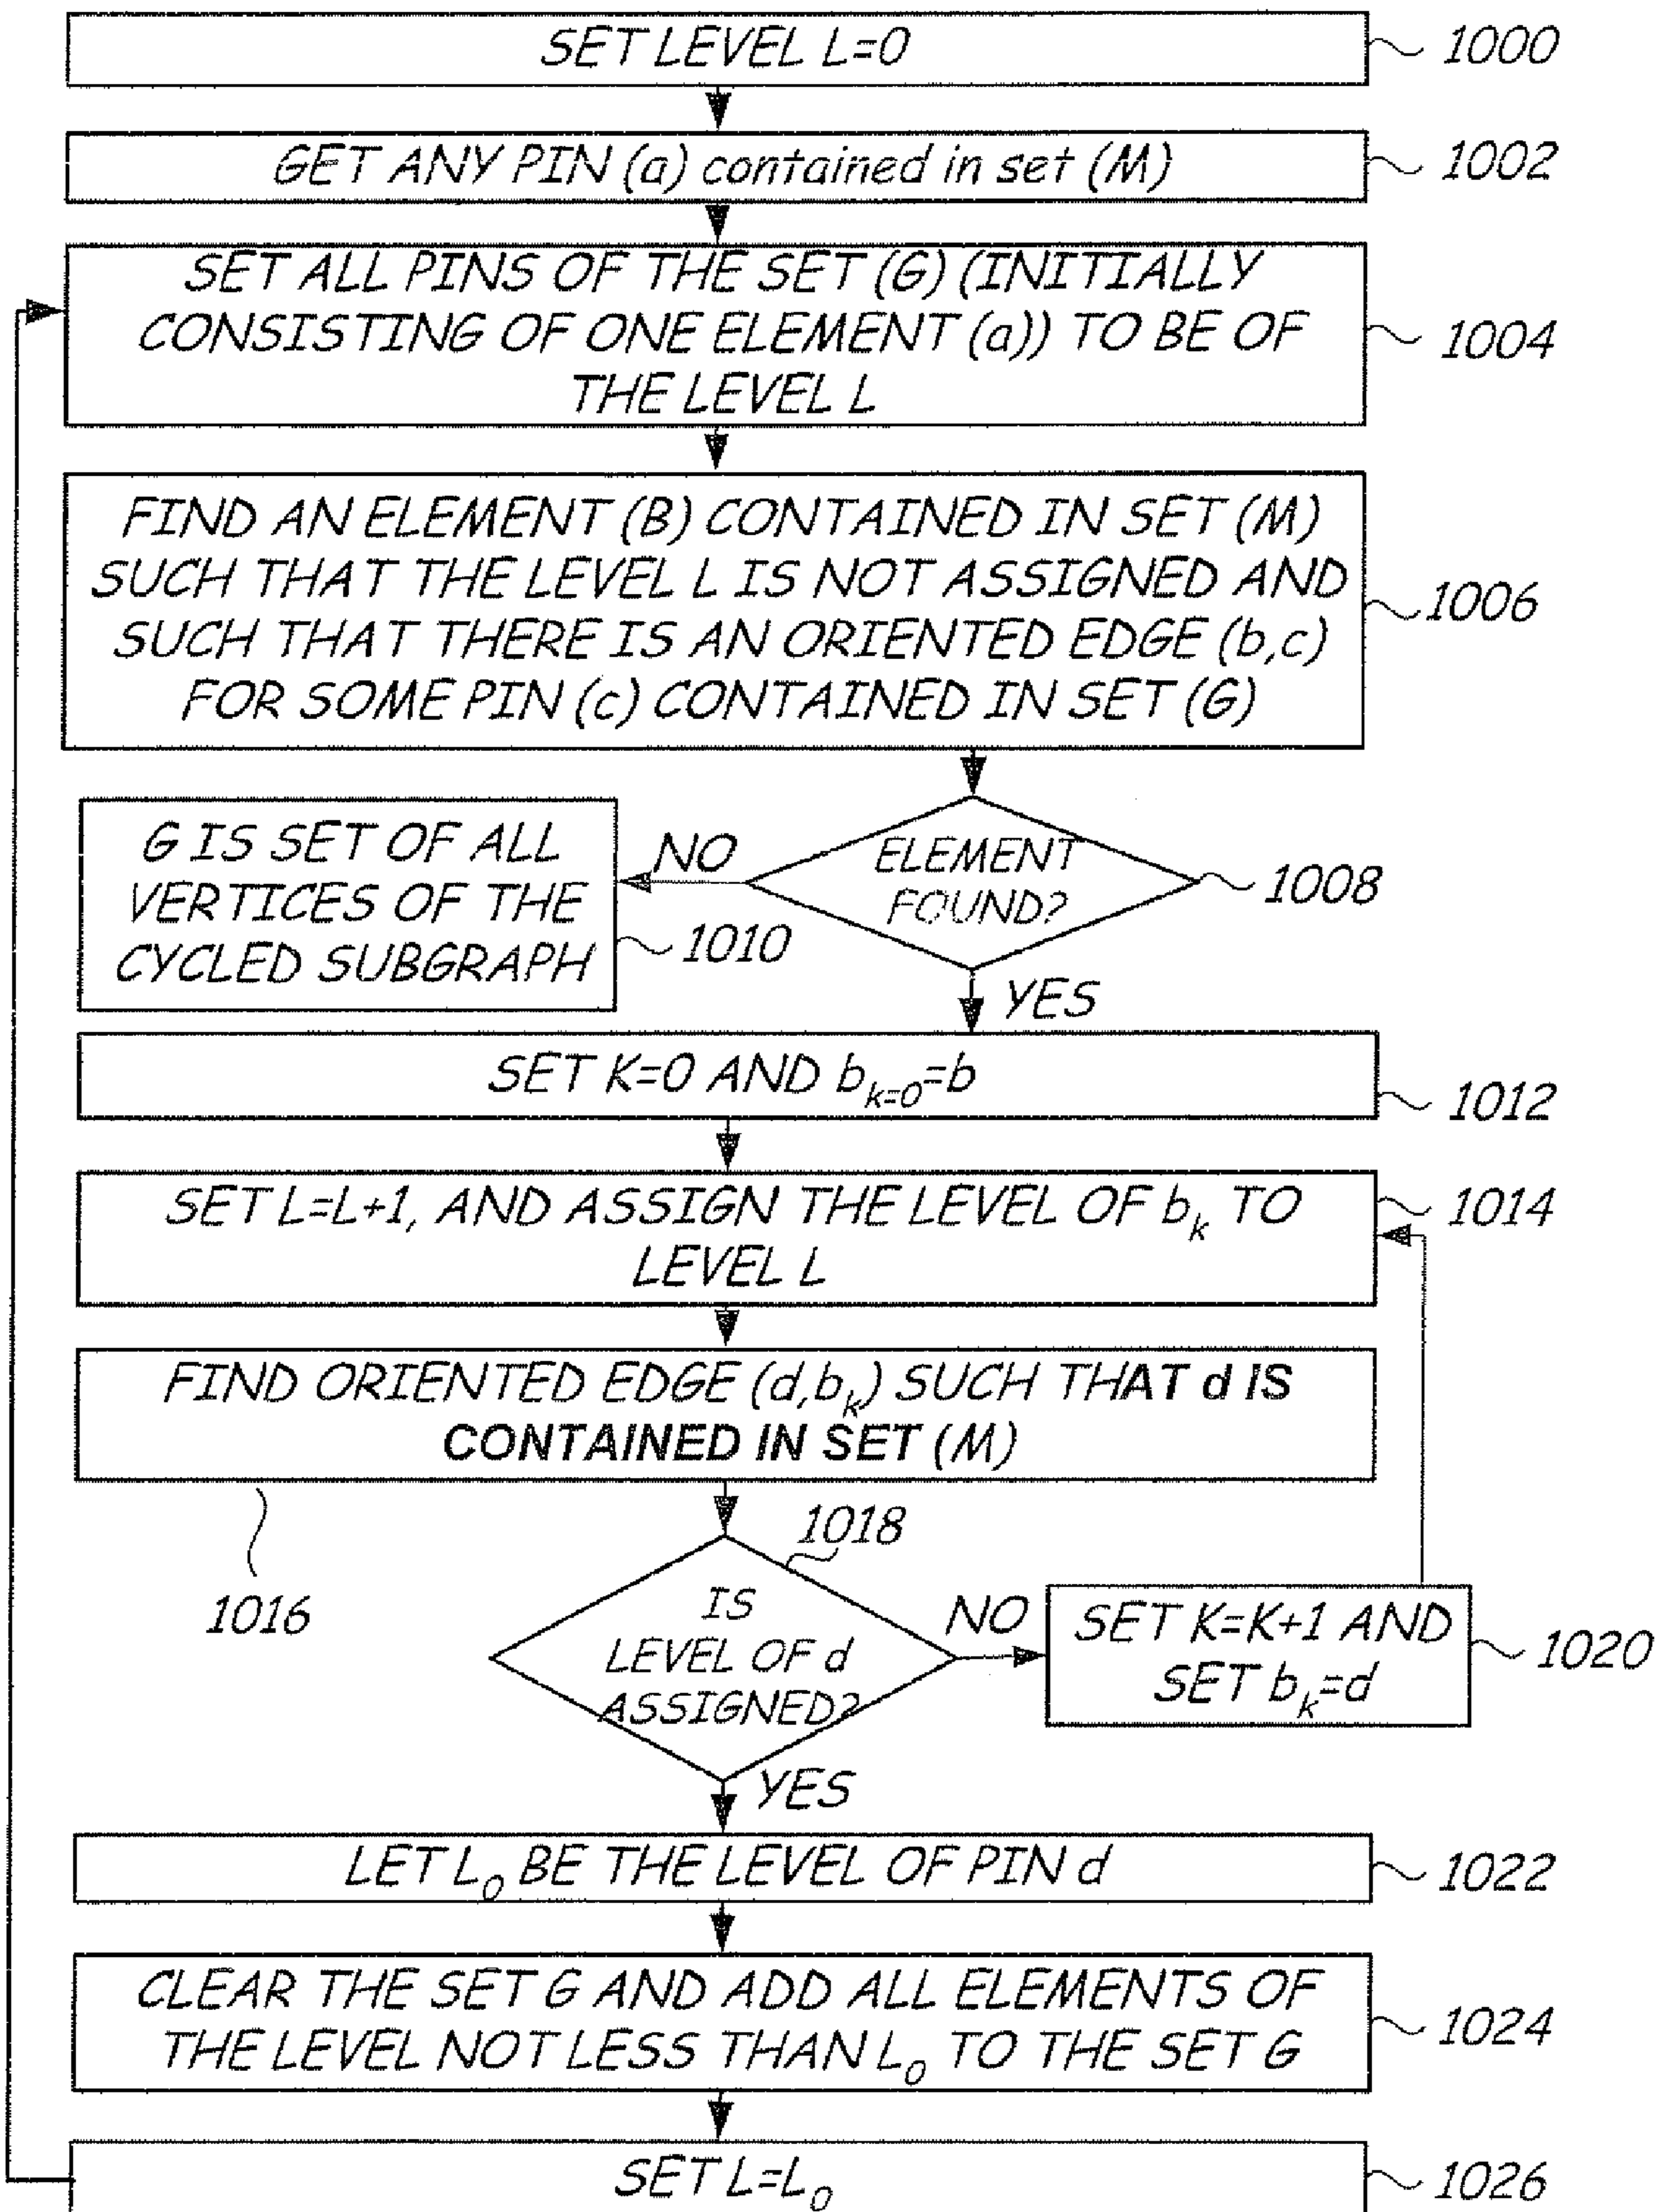 SET LEVEL L=0
1000
GET ANY PIN (a) contained in set (M)
1002
SET ALL PINS OF THE SET (G) (INITIALLY
CONSISTING OF ONE ELEMENT (a)) TO BE OF
THE LEVEL L
1004
FIND AN ELEMENT (B) CONTAINED IN SET (M)
SUCH THAT THE LEVEL L IS NOT ASSIGNED AND
SUCH THAT THERE IS AN ORIENTED EDGE (b,c)
FOR SOME PIN (c) CONTAINED IN SET (G)
1006
ELEMENT
FOUND?
1008
NO
G IS SET OF ALL
VERTICES OF THE
CYCLED SUBGRAPH
1010
YES
SET K=0 AND b_{k=0}=b
1012
SET L=L+1, AND ASSIGN THE LEVEL OF b_k TO
LEVEL L
1014
FIND ORIENTED EDGE (d,b_k) SUCH THAT d IS
CONTAINED IN SET (M)
1016
1018
IS
LEVEL OF d
ASSIGNED?
NO
SET K=K+1 AND
SET b_k=d
1020
YES
LET L_0 BE THE LEVEL OF PIN d
1022
CLEAR THE SET G AND ADD ALL ELEMENTS OF
THE LEVEL NOT LESS THAN L_0 TO THE SET G
1024
SET L=L_0
1026